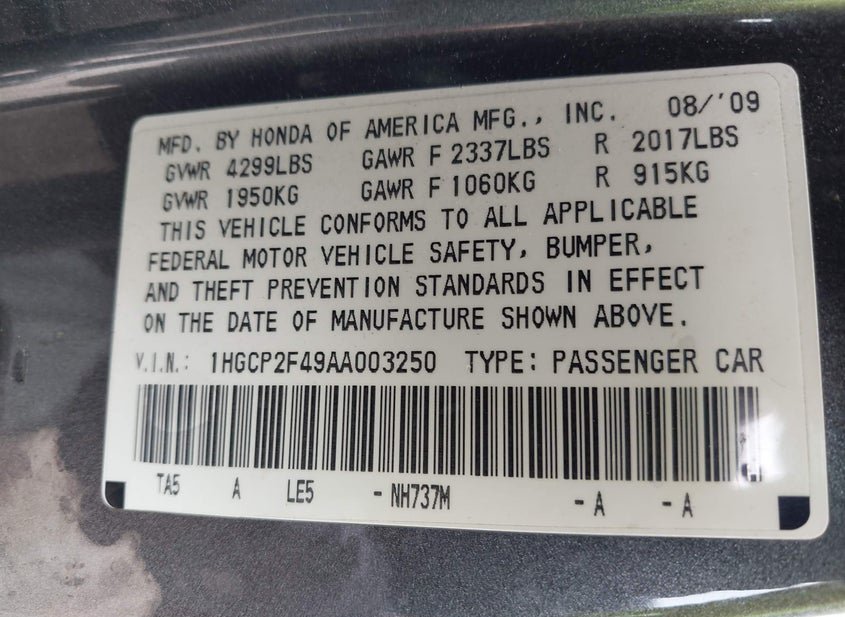 MFD. BY HONDA OF AMERICA MFG., INC. 08/'09
GVWR 4299LBS GAWR F 2337LBS R 2017LBS
GVWR 1950KG GAWR F 1060KG R 915KG
THIS VEHICLE CONFORMS TO ALL APPLICABLE
FEDERAL MOTOR VEHICLE SAFETY, BUMPER,
AND THEFT PREVENTION STANDARDS IN EFFECT
ON THE DATE OF MANUFACTURE SHOWN ABOVE.
V.I.N.: 1HGCP2F49AA003250 TYPE: PASSENGER CAR
TA5 A LE5 - NH737M - A - A